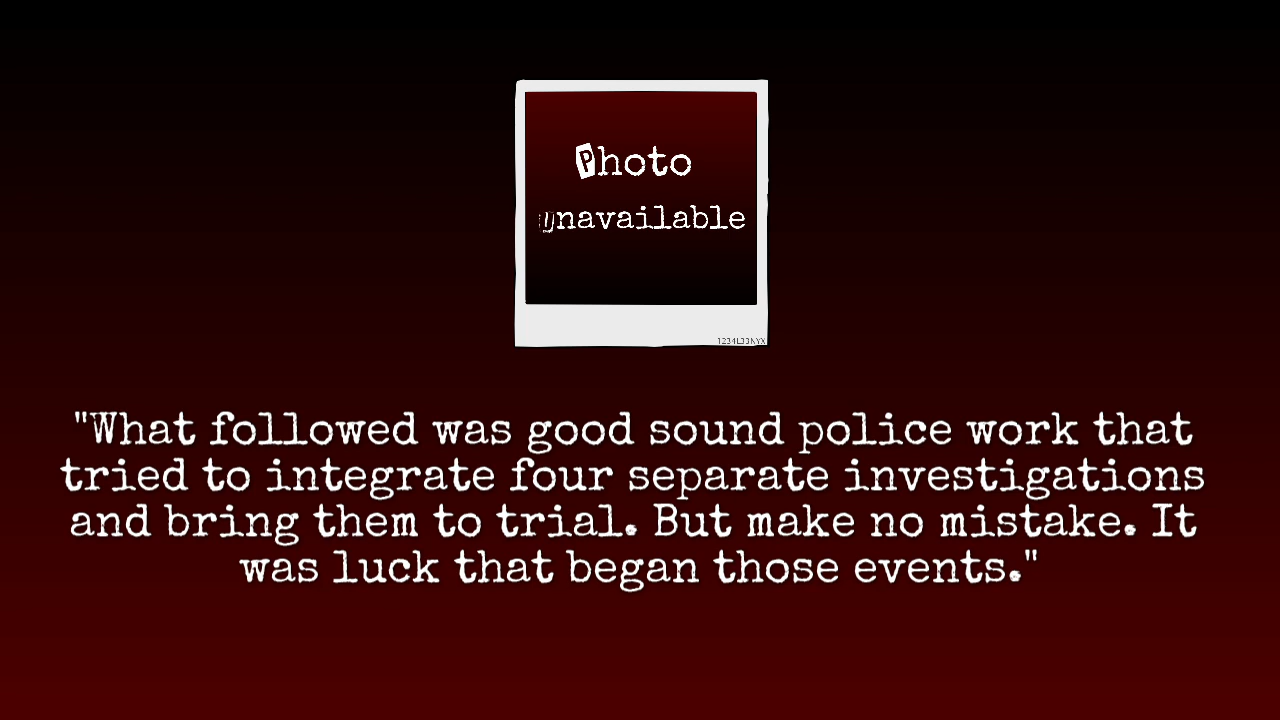 Photo
unavailable
1234L33NYX
"What followed was good sound police work that
tried to integrate four separate investigations
and bring them to trial. But make no mistake. It
was luck that began those events."